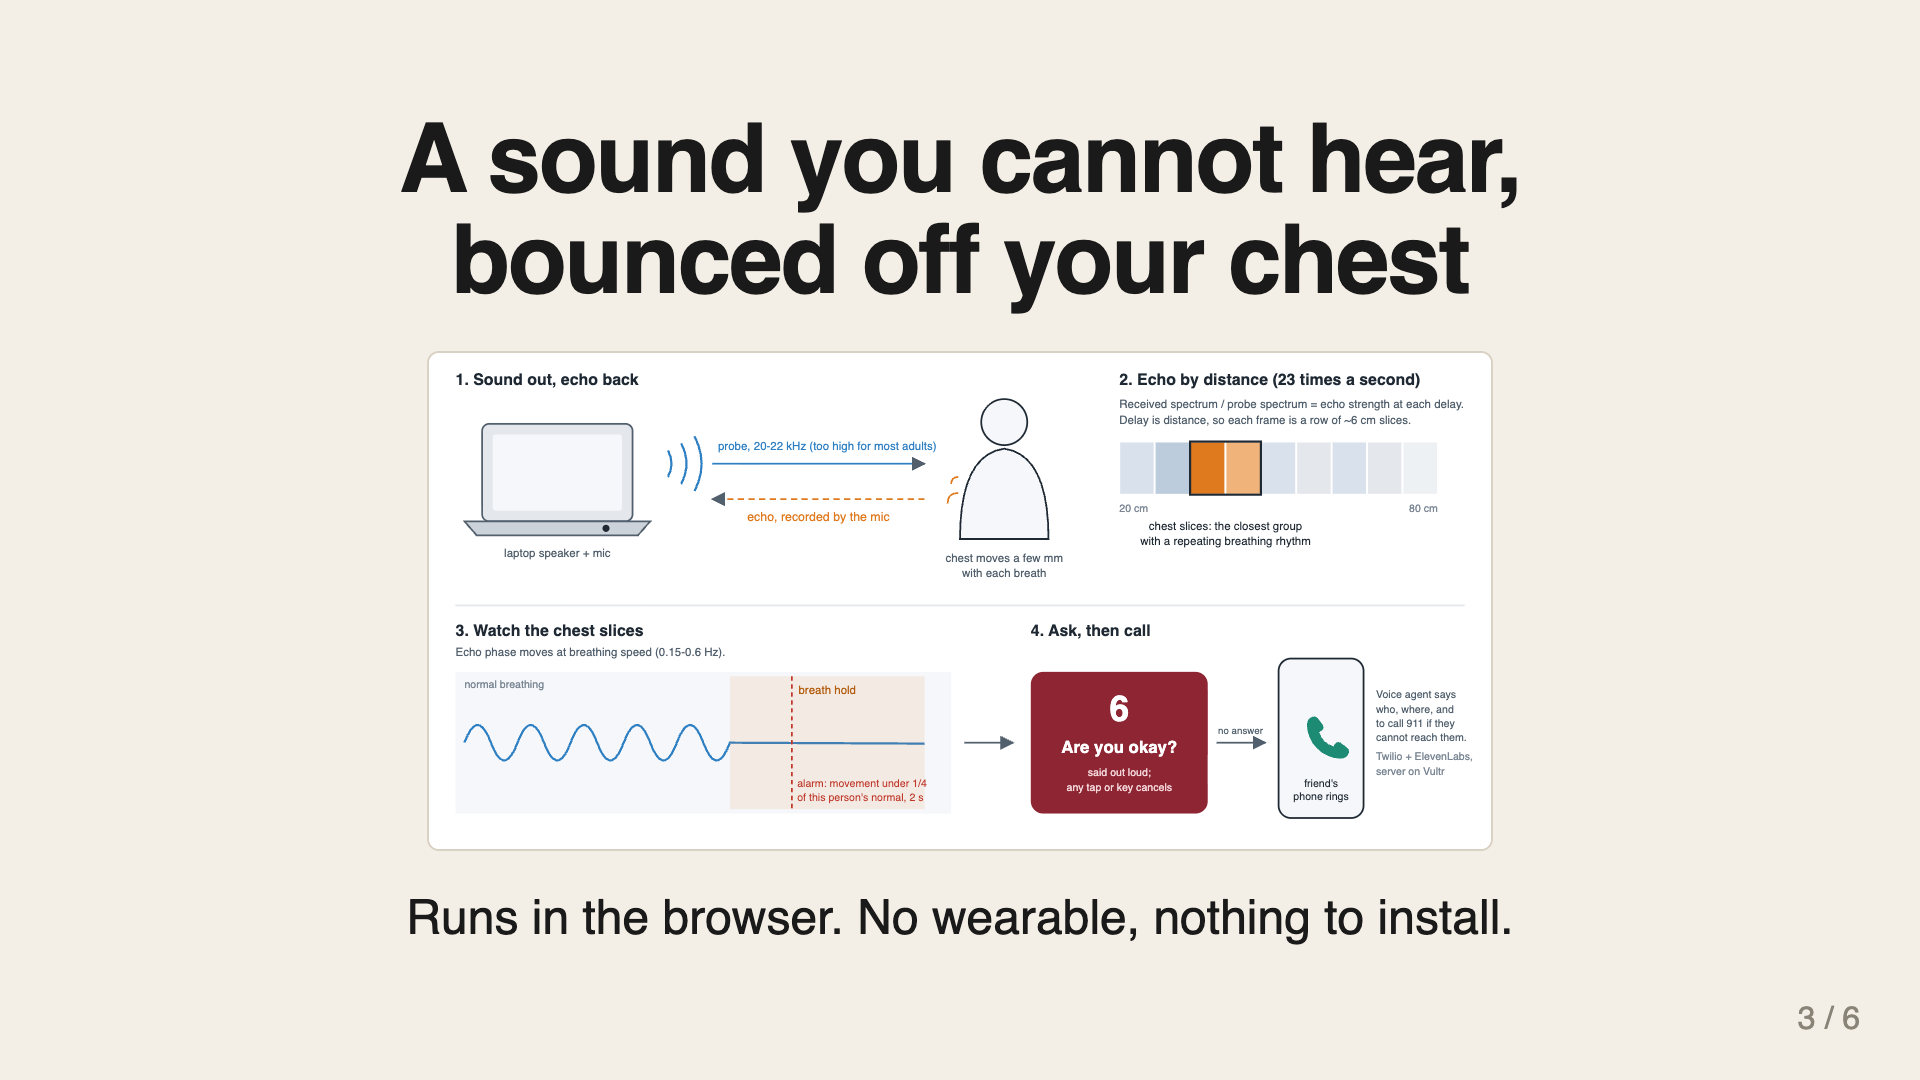 A sound you cannot hear,
bounced off your chest
1. Sound out, echo back
probe, 20-22 kHz (too high for most adults)
echo, recorded by the mic
laptop speaker + mic
chest moves a few mm
with each breath
2. Echo by distance (23 times a second)
Received spectrum / probe spectrum = echo strength at each delay.
Delay is distance, so each frame is a row of ~6 cm slices.
20 cm
80 cm
chest slices: the closest group
with a repeating breathing rhythm
3. Watch the chest slices
Echo phase moves at breathing speed (0.15-0.6 Hz).
normal breathing
breath hold
alarm: movement under 1/4
of this person's normal, 2 s
4. Ask, then call
6
Are you okay?
said out loud;
any tap or key cancels
no answer
friend's
phone rings
Voice agent says
who, where, and
to call 911 if they
cannot reach them.
Twilio + ElevenLabs,
server on Vultr
Runs in the browser. No wearable, nothing to install.
3 / 6